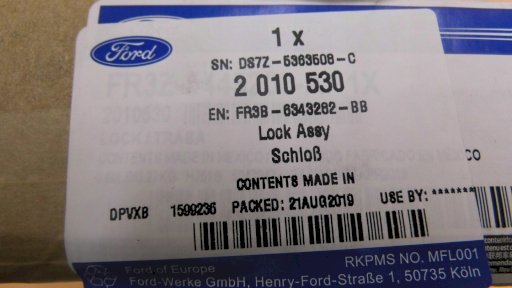 Ford
1 x
SN: DS7Z-5363508-C
2 010 530
EN: FR3B-6343262-BB
Lock Assy
Schloß
CONTENTS MADE IN
CO
DPVXB 1599236 PACKED: 21AUG2019 USE BY: *******
RKPMS NO. MFL001
Ford of Europe
Ford-Werke GmbH, Henry-Ford-Straße 1, 50735 Köln